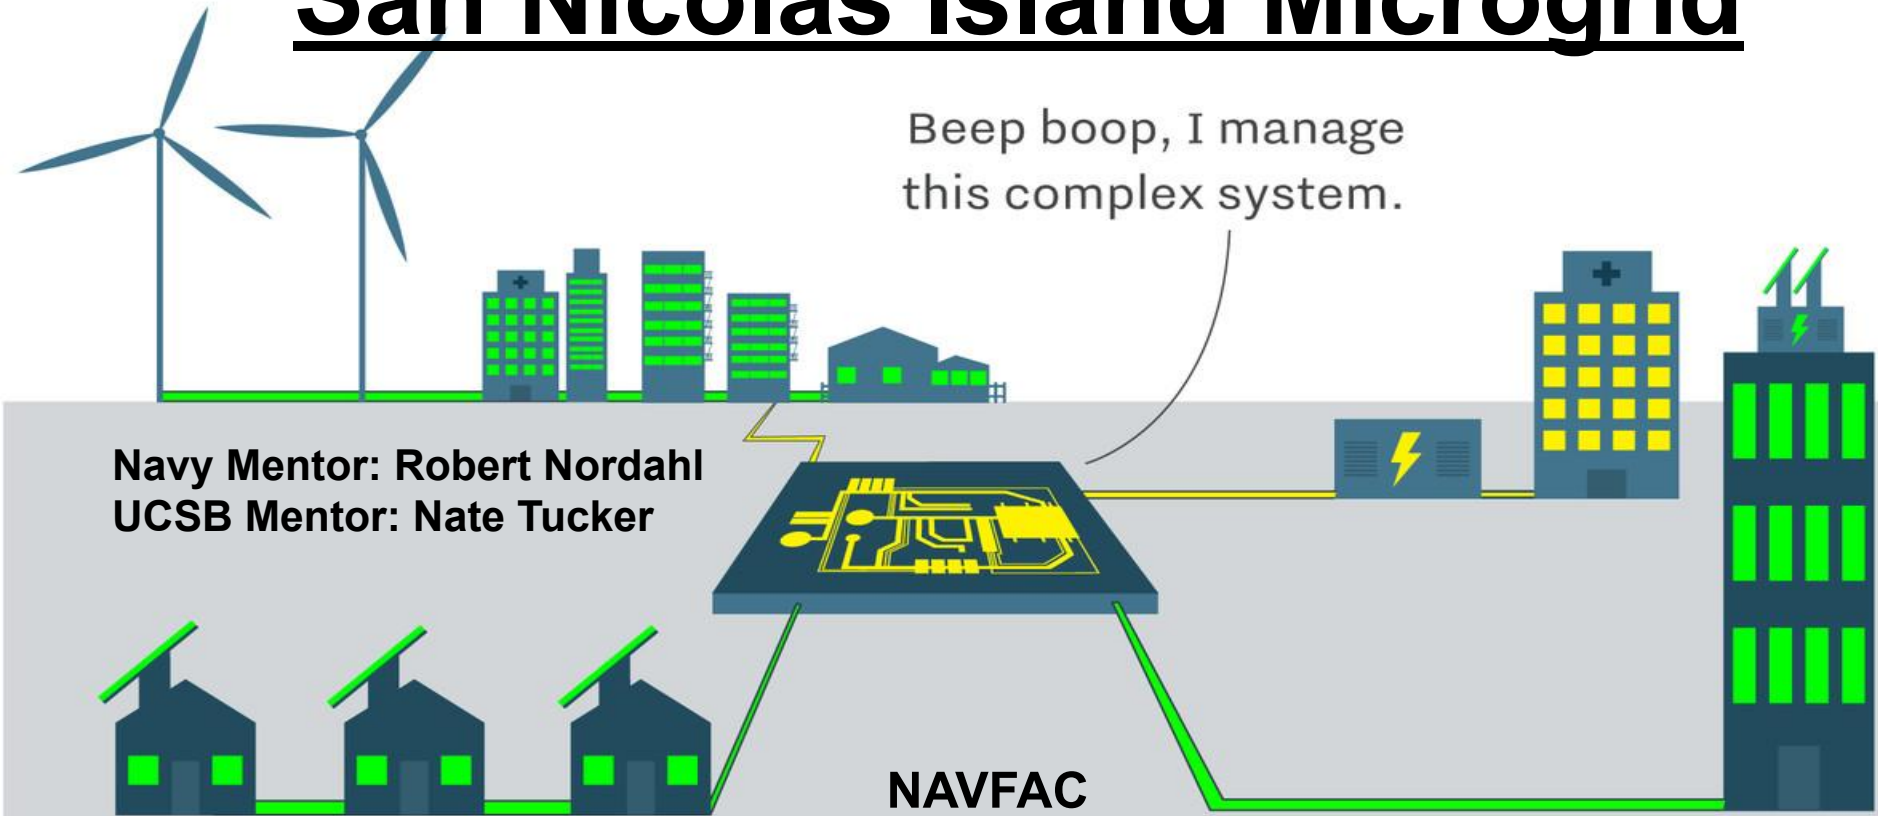 San Nicolas Island Microgrid
Beep boop, I manage
this complex system.
Navy Mentor: Robert Nordahl
UCSB Mentor: Nate Tucker
NAVFAC